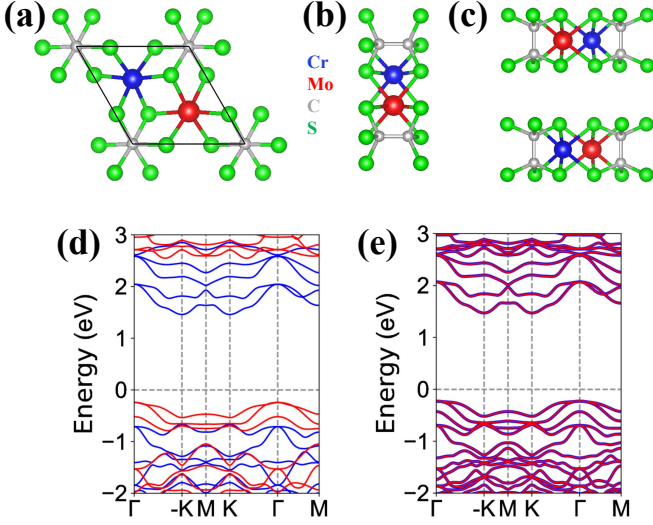 (a)
(b)
(c)
Cr
Mo
C
S
(d)
(e)
Energy (eV)
3
2
1
0
−1
−2
Γ -K M K Γ M
Energy (eV)
3
2
1
0
−1
−2
Γ -K M K Γ M